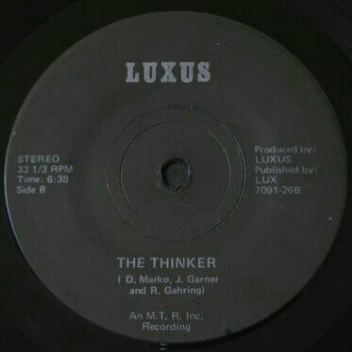 LUXUS
STEREO
33 1/3 RPM
Time: 6:38
Side B
Produced by:
LUXUS
Published by:
LUX
7091-26B
THE THINKER
( D. Marko, J. Garner
and R. Gahring)
An M.T. R, Inc.
Recording